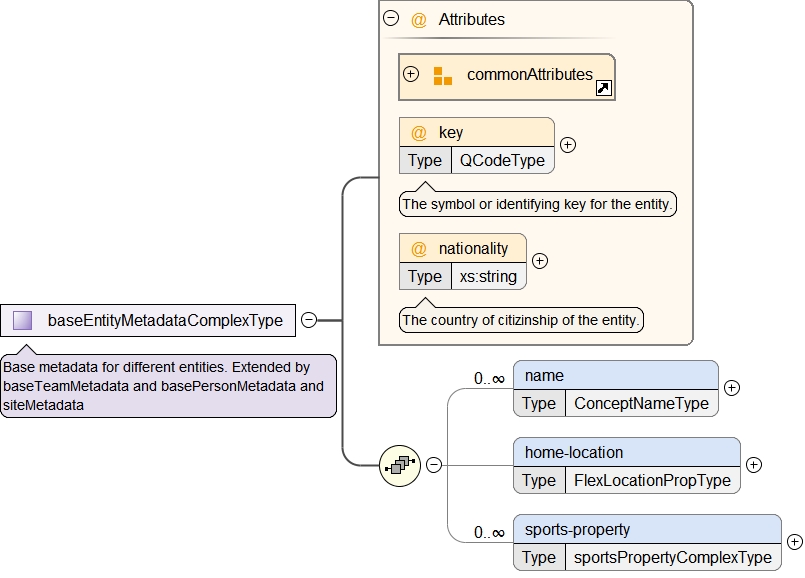 @ Attributes
commonAttributes
@ key
Type QCodeType
The symbol or identifying key for the entity.
@ nationality
Type xs:string
The country of citizinship of the entity.
baseEntityMetadataComplexType
Base metadata for different entities. Extended by
baseTeamMetadata and basePersonMetadata and
siteMetadata
0..∞ name
Type ConceptNameType
home-location
Type FlexLocationPropType
0..∞ sports-property
Type sportsPropertyComplexType